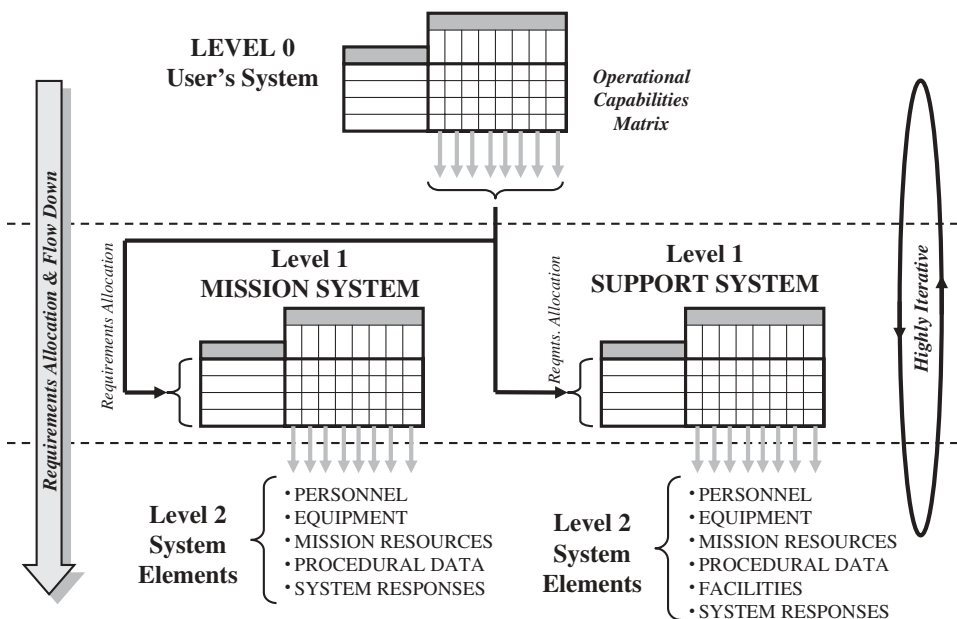 LEVEL 0
User's System
Operational
Capabilities
Matrix
Requirements Allocation & Flow Down
Highly Iterative
Requirements Allocation
Level 1
MISSION SYSTEM
Reqmts. Allocation
Level 1
SUPPORT SYSTEM
Level 2
System
Elements
• PERSONNEL
• EQUIPMENT
• MISSION RESOURCES
• PROCEDURAL DATA
• SYSTEM RESPONSES
Level 2
System
Elements
• PERSONNEL
• EQUIPMENT
• MISSION RESOURCES
• PROCEDURAL DATA
• FACILITIES
• SYSTEM RESPONSES